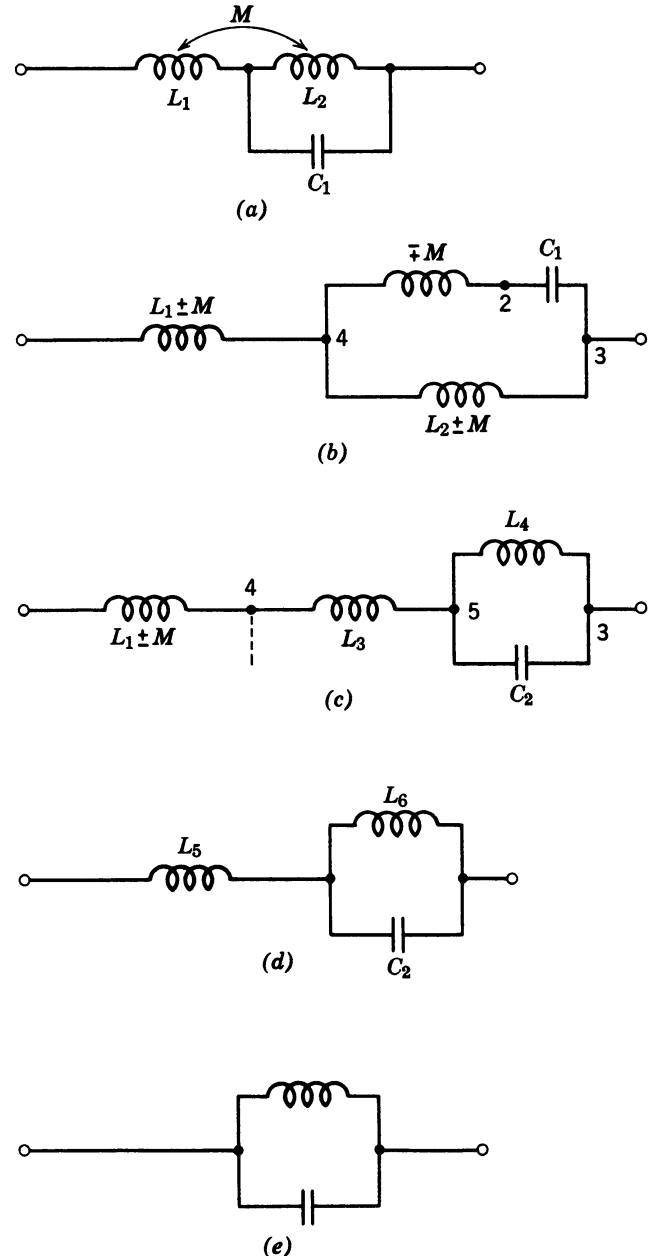 M
L₁ L₂
C₁
(a)
∓M C₁
L₁ ± M
2
4 3
L₂ ± M
(b)
L₄
4
5 3
L₁ ± M L₃
C₂
(c)
L₆
L₅
C₂
(d)
(e)